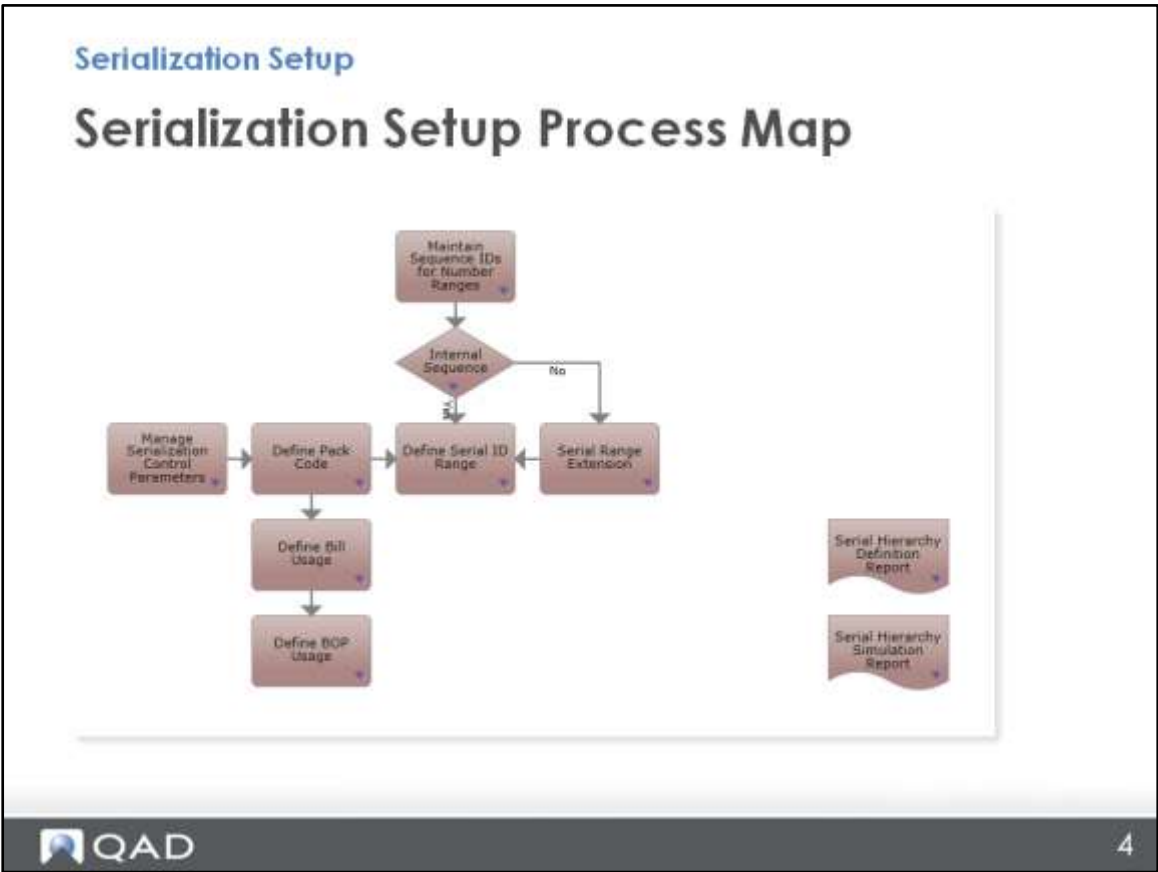 Serialization Setup
Serialization Setup Process Map
Maintain
Sequence IDs
for Number
Ranges
Internal
Sequence
No
Yes
Manage
Serialization
Control
Parameters
Define Pack
Code
Define Serial ID
Range
Serial Range
Extension
Define Bill
Usage
Define BOP
Usage
Serial Hierarchy
Definition
Report
Serial Hierarchy
Simulation
Report
QAD
4